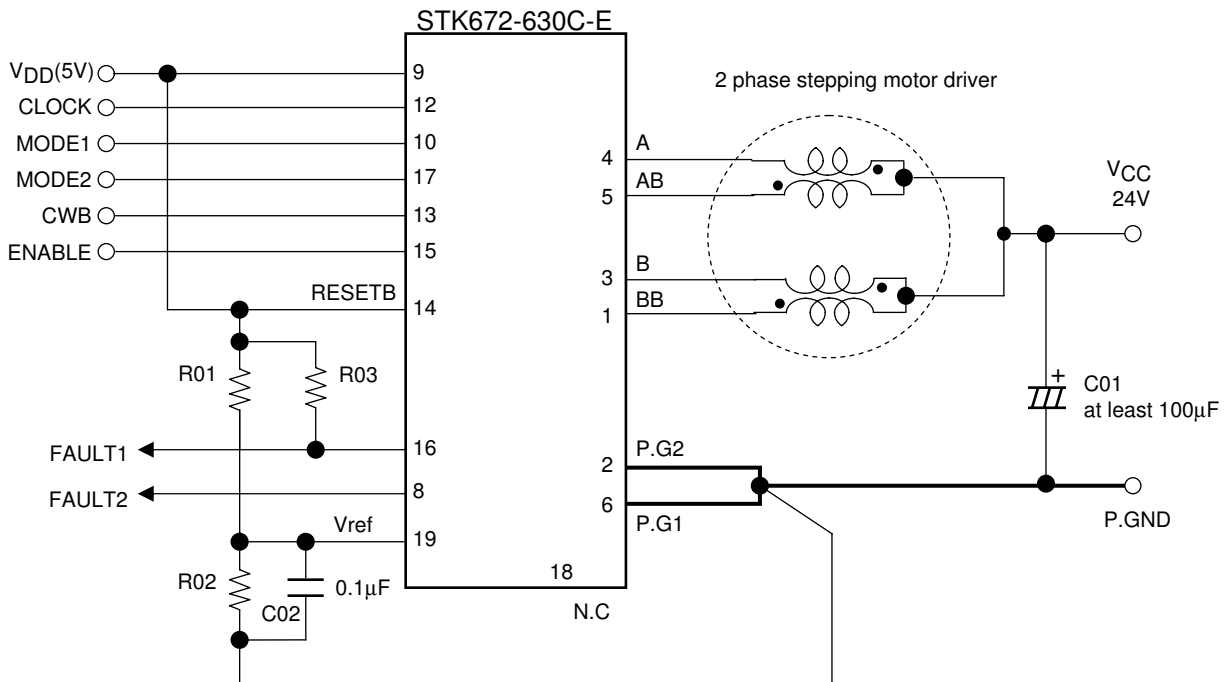 STK672-630C-E
VDD(5V)
9
CLOCK
12
MODE1
10
MODE2
17
CWB
13
ENABLE
15
RESETB
14
R01
R03
FAULT1
16
FAULT2
8
Vref
19
R02
C02
0.1μF
18
N.C
2 phase stepping motor driver
4
A
5
AB
3
B
1
BB
VCC
24V
+
C01
at least 100μF
2
P.G2
6
P.G1
P.GND